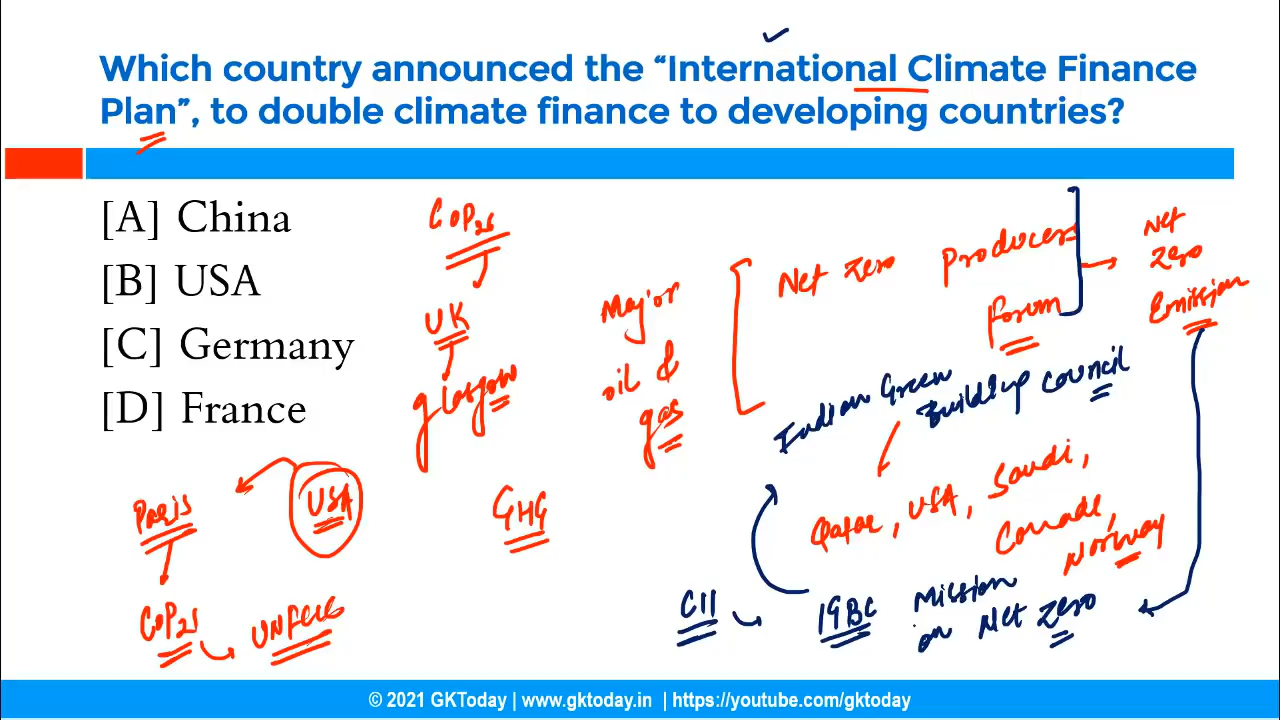 Which country announced the “International Climate Finance
Plan”, to double climate finance to developing countries?
[A] China
[B] USA
[C] Germany
[D] France
COP26
UK
Glasgow
Major
oil &
gas
Net Zero Producers
Forum
Net
Zero
Emission
Indian Green
Building Council
Qatar, USA, Saudi,
Norway
USA
Paris
COP21
UNFCCC
GHG
CII
IGBC Mission
on Net Zero
© 2021 GKToday | www.gktoday.in | https://youtube.com/gktoday